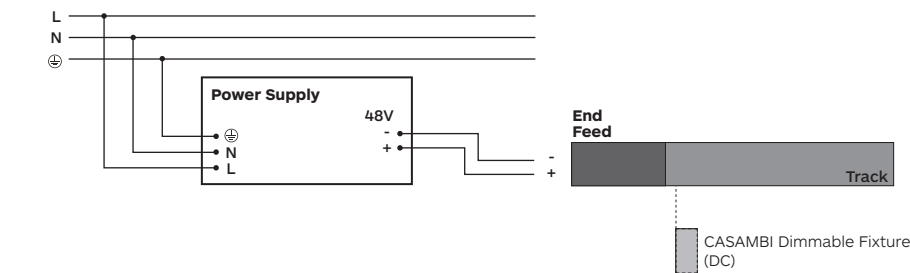 L
N
⏚
Power Supply
48V
-
+
⏚
N
L
End
Feed
-
+
Track
CASAMBI Dimmable Fixture
(DC)